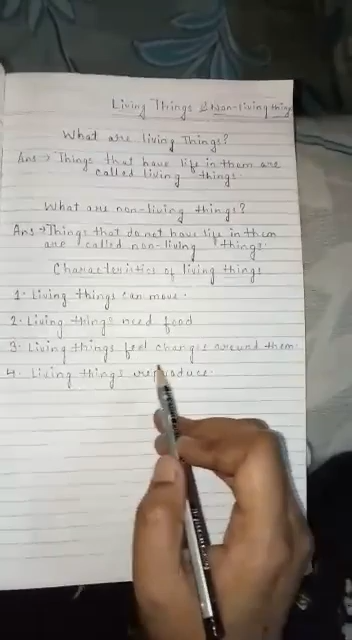 Living Things & Non-living things
What are living Things?
Ans → Things that have life in them are
called living things.
What are non-living things?
Ans → Things that do not have life in them
are called non-living things.
Characteristics of living things
1. Living things can move.
2. Living things need food
3. Living things feel changes around them.
4. Living things reproduce.